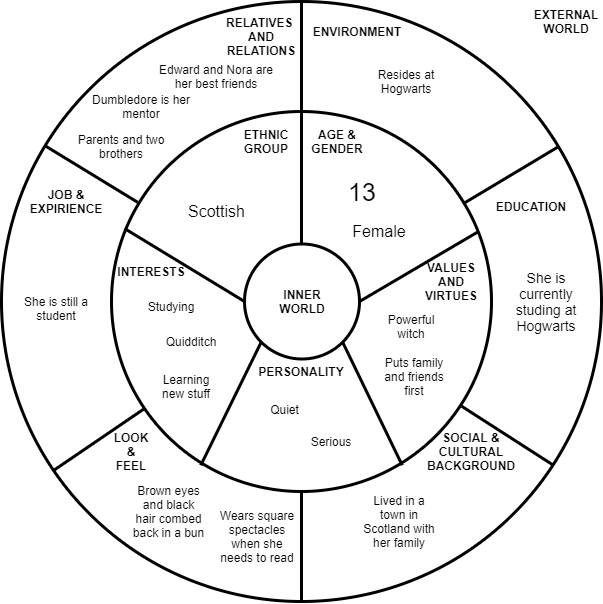 EXTERNAL
WORLD
RELATIVES
AND
RELATIONS
Edward and Nora are
her best friends
Dumbledore is her
mentor
Parents and two
brothers
ENVIRONMENT
Resides at
Hogwarts
ETHNIC
GROUP
Scottish
AGE &
GENDER
13
Female
JOB &
EXPIRIENCE
She is still a
student
EDUCATION
She is
currently
studing at
Hogwarts
INTERESTS
Studying
Quidditch
Learning
new stuff
INNER
WORLD
VALUES
AND
VIRTUES
Powerful
witch
Puts family
and friends
first
PERSONALITY
Quiet
Serious
LOOK
&
FEEL
Brown eyes
and black
hair combed
back in a bun
Wears square
spectacles
when she
needs to read
SOCIAL &
CULTURAL
BACKGROUND
Lived in a
town in
Scotland with
her family